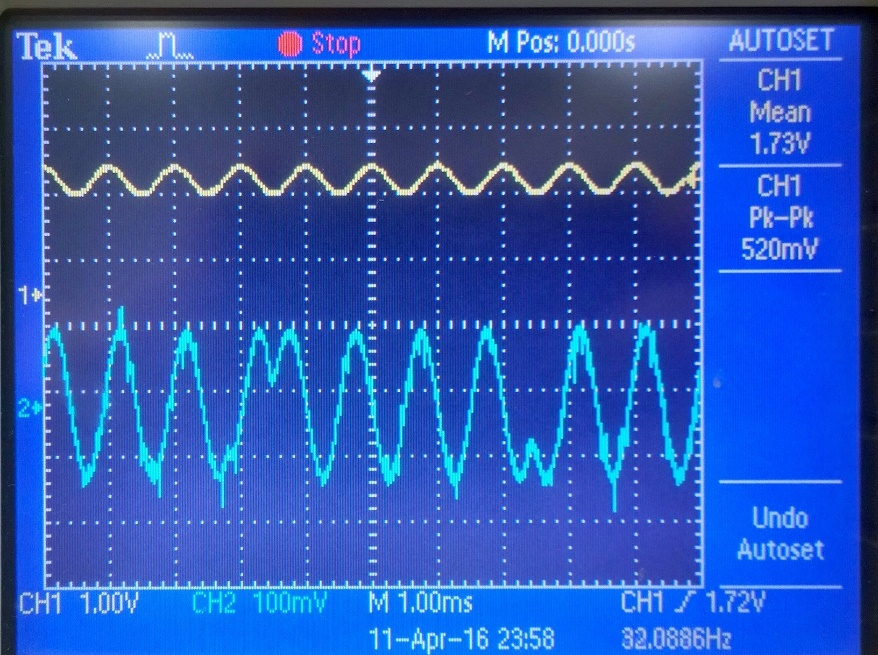 Tek Stop M Pos: 0.000s AUTOSET
CH1
Mean
1.73V
CH1
Pk-Pk
520mV
1
2
Undo
Autoset
CH1 1.00V CH2 100mV M 1.00ms CH1 1.72V
11-Apr-16 23:58 32.0886Hz